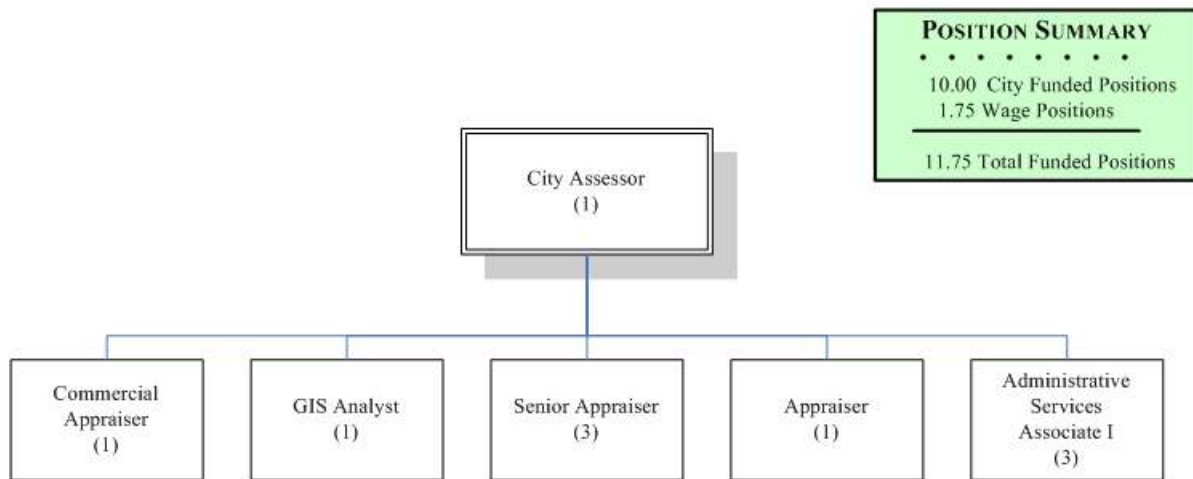 POSITION SUMMARY
10.00 City Funded Positions
1.75 Wage Positions
11.75 Total Funded Positions
City Assessor
(1)
Commercial
Appraiser
(1)
GIS Analyst
(1)
Senior Appraiser
(3)
Appraiser
(1)
Administrative
Services
Associate I
(3)